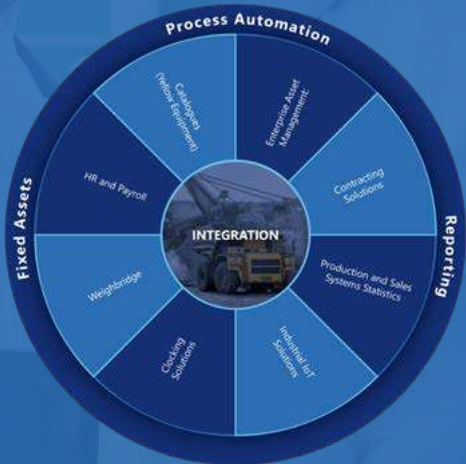 Process Automation
Catalogues
(Yellow Equipment)
Enterprise Asset
Management
HR and Payroll
Contracting
Solutions
Fixed Assets
INTEGRATION
Reporting
Weighbridge
Production and Sales
Systems Statistics
Clocking
Solutions
Industrial IoT
Solutions